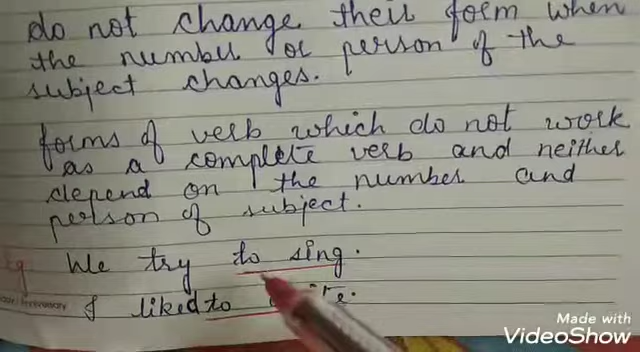 do not change their form when
the number or person of the
subject changes.
forms of verb which do not work
as a complete verb and neither
depend on the number and
person of subject.
eg We try to sing.
I liked to
Made with
VideoShow